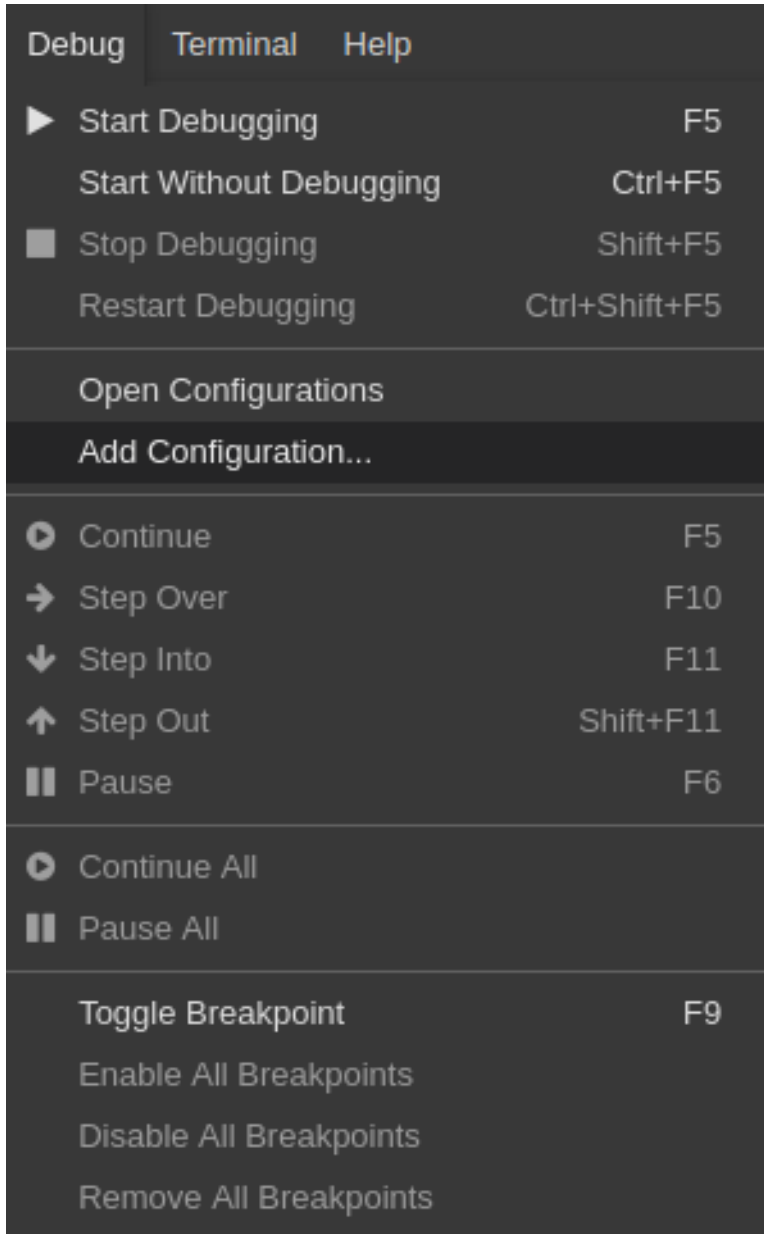 Debug Terminal Help
Start Debugging F5
Start Without Debugging Ctrl+F5
Stop Debugging Shift+F5
Restart Debugging Ctrl+Shift+F5
Open Configurations
Add Configuration...
Continue F5
Step Over F10
Step Into F11
Step Out Shift+F11
Pause F6
Continue All
Pause All
Toggle Breakpoint F9
Enable All Breakpoints
Disable All Breakpoints
Remove All Breakpoints